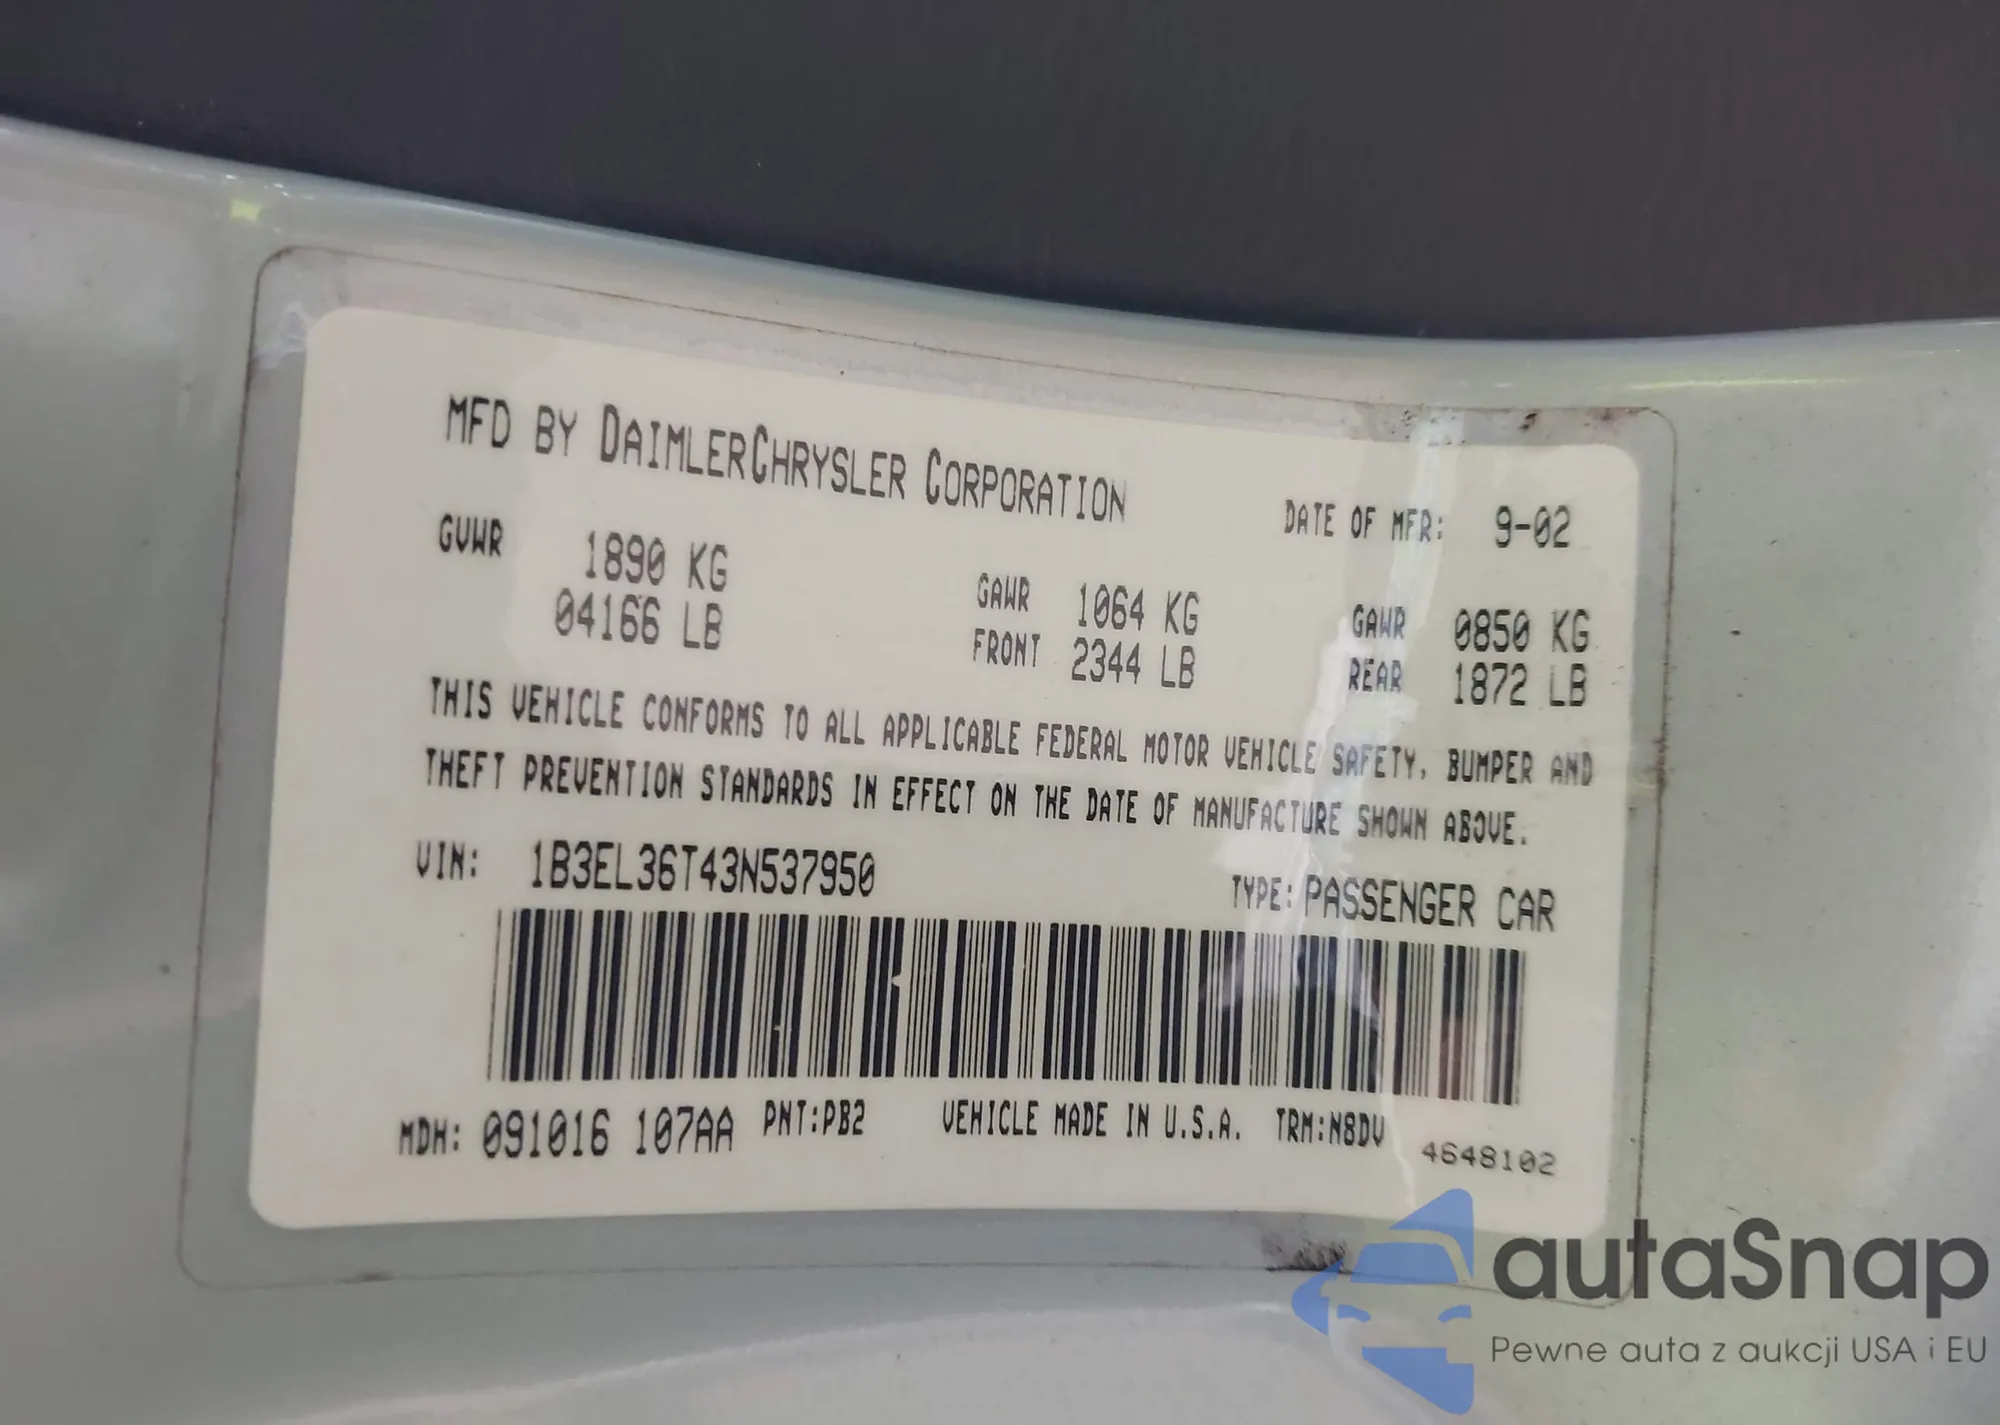 MFD BY DAIMLERCHRYSLER CORPORATION
DATE OF MFR: 9-02
GVWR 1890 KG
04166 LB
GAWR 1064 KG
FRONT 2344 LB
GAWR 0850 KG
REAR 1872 LB
THIS VEHICLE CONFORMS TO ALL APPLICABLE FEDERAL MOTOR VEHICLE SAFETY, BUMPER AND
THEFT PREVENTION STANDARDS IN EFFECT ON THE DATE OF MANUFACTURE SHOWN ABOVE.
VIN: 1B3EL36T43N537950
TYPE: PASSENGER CAR
MDH: 091016 107AA PNT:PB2 VEHICLE MADE IN U.S.A. TRM:N8DV
4648102
autaSnap
Pewne auta z aukcji USA i EU